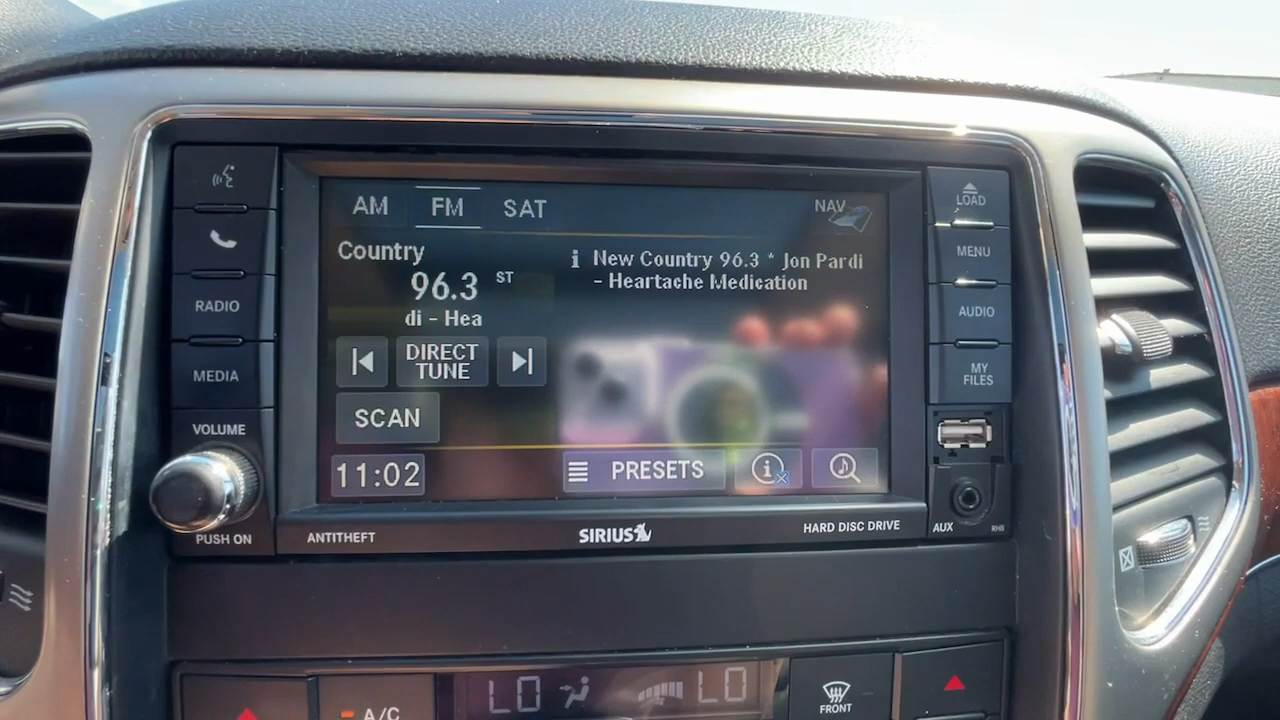 AM FM SAT NAV
Country
96.3 ST
di - Hea
i New Country 96.3 * Jon Pardi
- Heartache Medication
DIRECT
TUNE
SCAN
11:02
PRESETS
i
RADIO
MEDIA
VOLUME
PUSH ON
LOAD
MENU
AUDIO
MY
FILES
AUX
RHB
ANTITHEFT
SIRIUS
HARD DISC DRIVE
LO
LO
A/C
FRONT